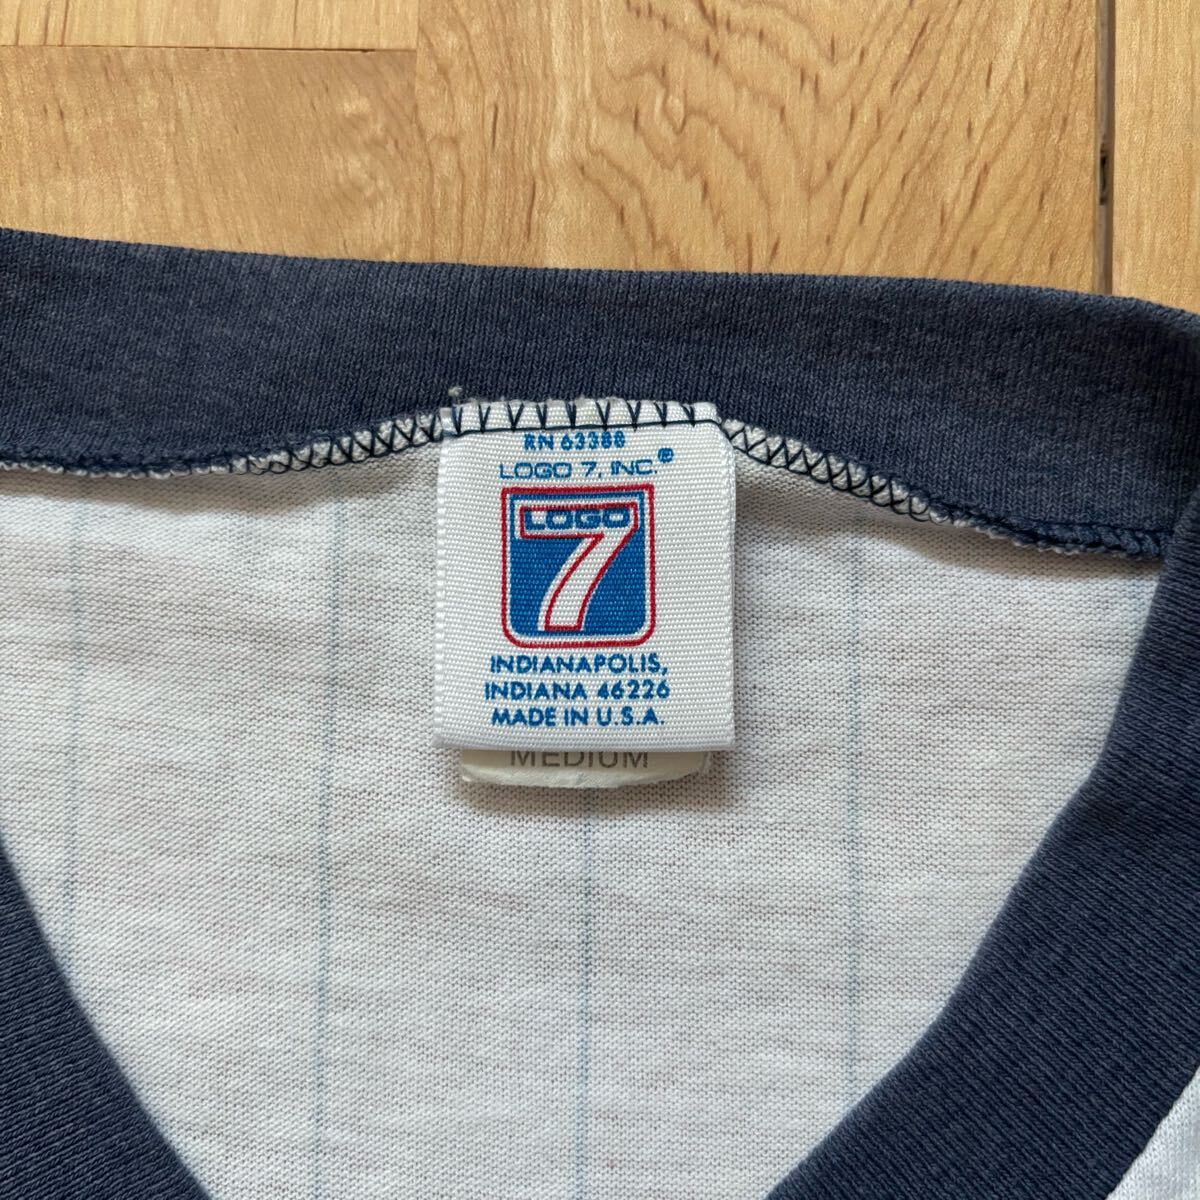 RN 63388
LOGO 7, INC.®
LOGO
7
INDIANAPOLIS,
INDIANA 46226
MADE IN U.S.A.
MEDIUM